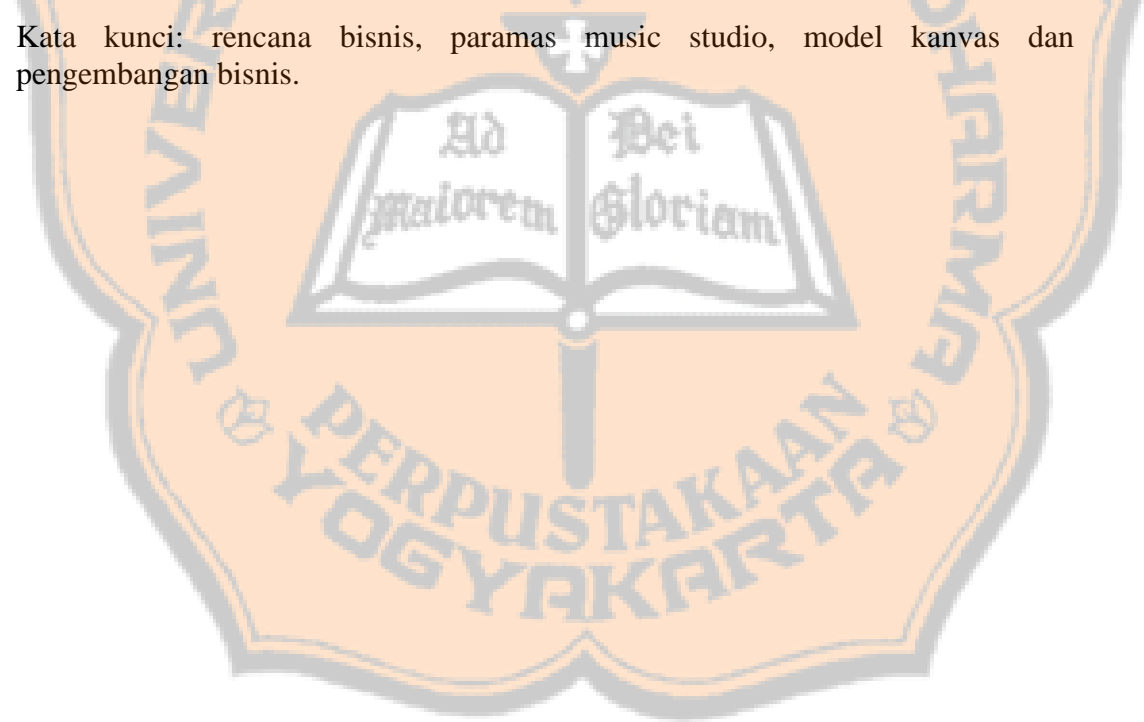 Kata kunci: rencana bisnis, paramas music studio, model kanvas dan
pengembangan bisnis.
Ad
Maiorem
Dei
Gloriam
PERPUSTAKAAN
YOGYAKARTA